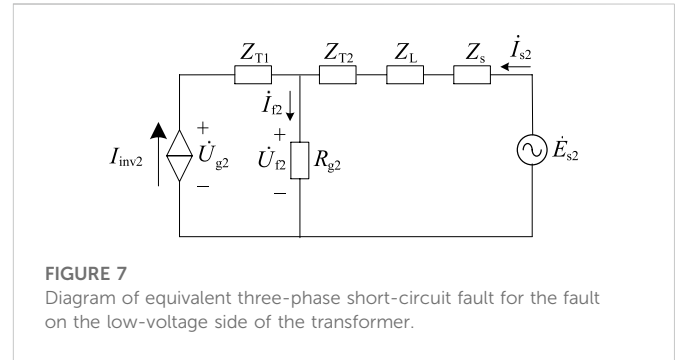 Z_T1 Z_T2 Z_L Z_s İ_s2
İ_f2
I_inv2 + U̇_g2 − + U̇_f2 − R_g2 Ė_s2
FIGURE 7
Diagram of equivalent three-phase short-circuit fault for the fault
on the low-voltage side of the transformer.